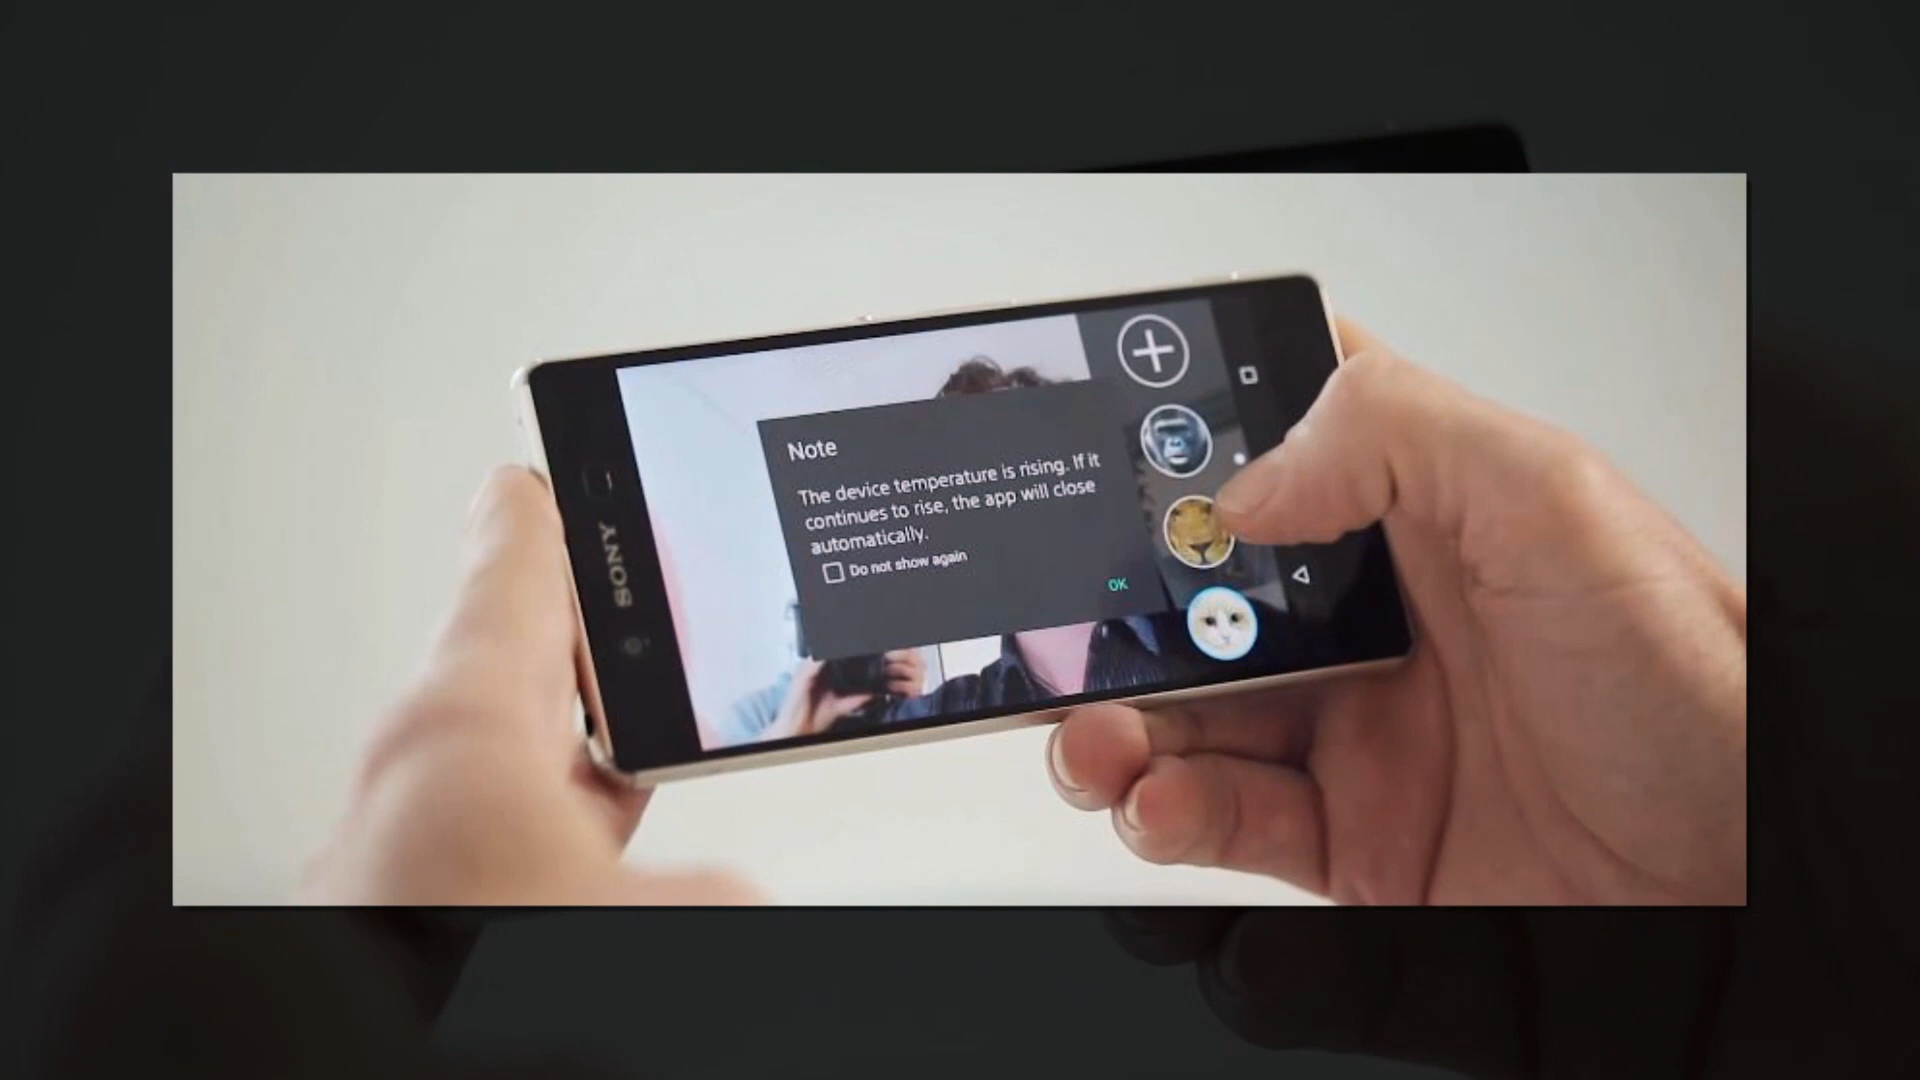 SONY
Note
The device temperature is rising. If it
continues to rise, the app will close
automatically.
Do not show again
OK